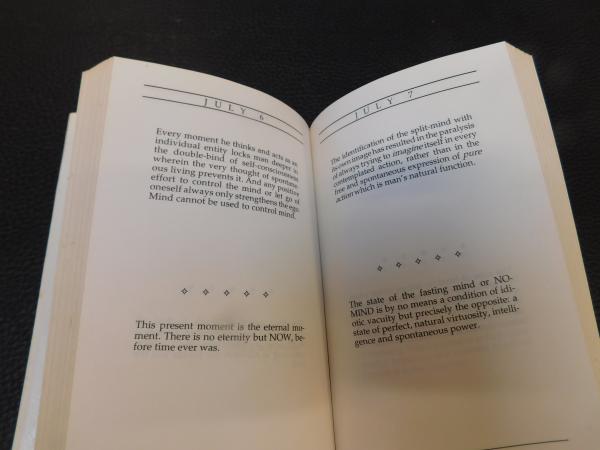 JULY 6
Every moment he thinks and acts as an
individual entity locks man deeper in
the double-bind of self-consciousness
wherein the very thought of spontane-
ous living prevents it. And any positive
effort to control the mind or let go of
oneself always only strengthens the ego.
Mind cannot be used to control mind.
This present moment is the eternal mo-
ment. There is no eternity but NOW, be-
fore time ever was.
JULY 7
The identification of the split-mind with
its own image has resulted in the paralysis
of always trying to imagine itself in every
contemplated action, rather than in the
free and spontaneous expression of pure
action which is man's natural function.
The state of the fasting mind or NO-
MIND is by no means a condition of idi-
otic vacuity but precisely the opposite: a
state of perfect, natural virtuosity, intelli-
gence and spontaneous power.